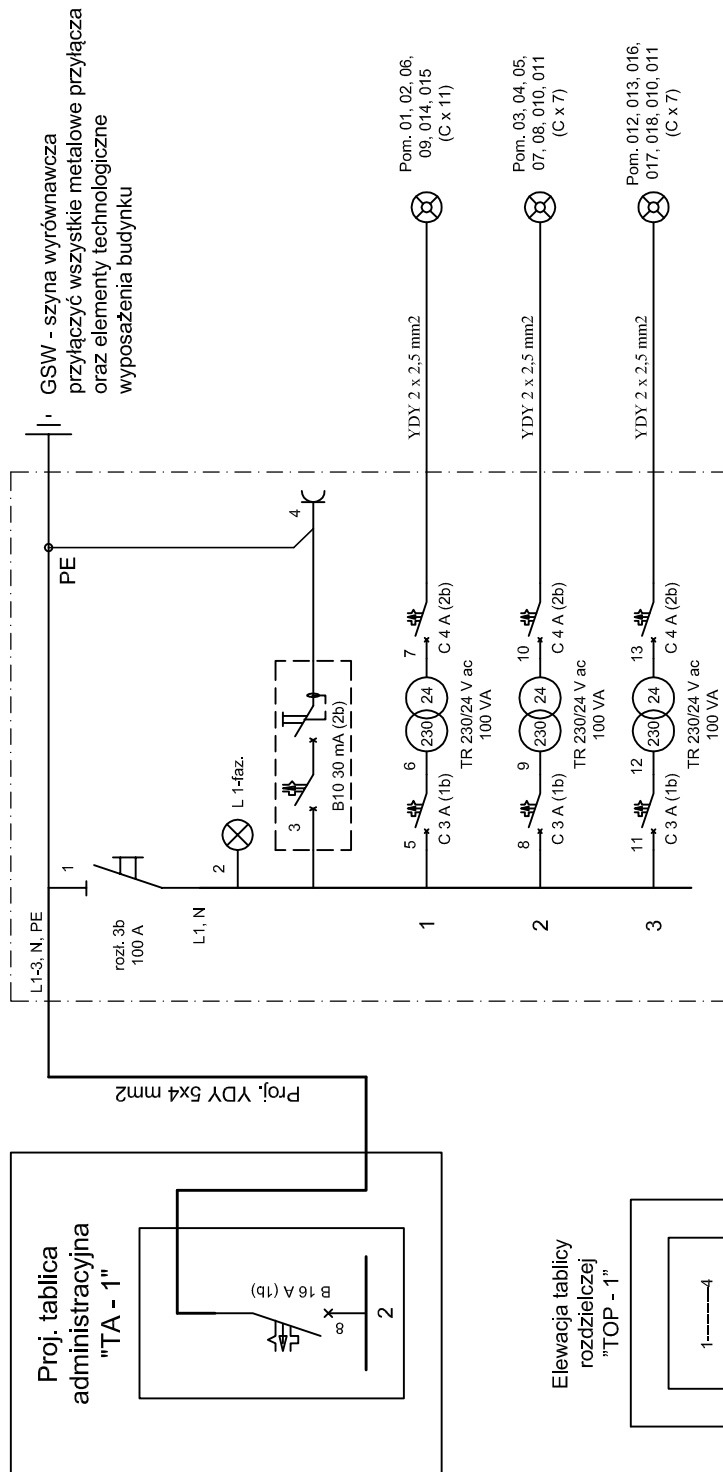 Proj. tablica
administracyjna
"TA - 1"
B 16 A (1b)
8
2
Proj. YDY 5x4 mm2
Elewacja tablicy
rozdzielczej
"TOP - 1"
1-------4
L1-3, N, PE
1
rozł. 3b
100 A
L1, N
2
L 1-faz.
3
B10 30 mA (2b)
4
PE
GSW - szyna wyrównawcza
przyłączyć wszystkie metalowe przyłącza
oraz elementy technologiczne
wyposażenia budynku
1
5
C 3 A (1b)
6
230
24
TR 230/24 V ac
100 VA
7
C 4 A (2b)
YDY 2 x 2,5 mm2
Pom. 01, 02, 06,
09, 014, 015
(C x 11)
2
8
C 3 A (1b)
9
230
24
TR 230/24 V ac
100 VA
10
C 4 A (2b)
YDY 2 x 2,5 mm2
Pom. 03, 04, 05,
07, 08, 010, 011
(C x 7)
3
11
C 3 A (1b)
12
230
24
TR 230/24 V ac
100 VA
13
C 4 A (2b)
YDY 2 x 2,5 mm2
Pom. 012, 013, 016,
017, 018, 010, 011
(C x 7)